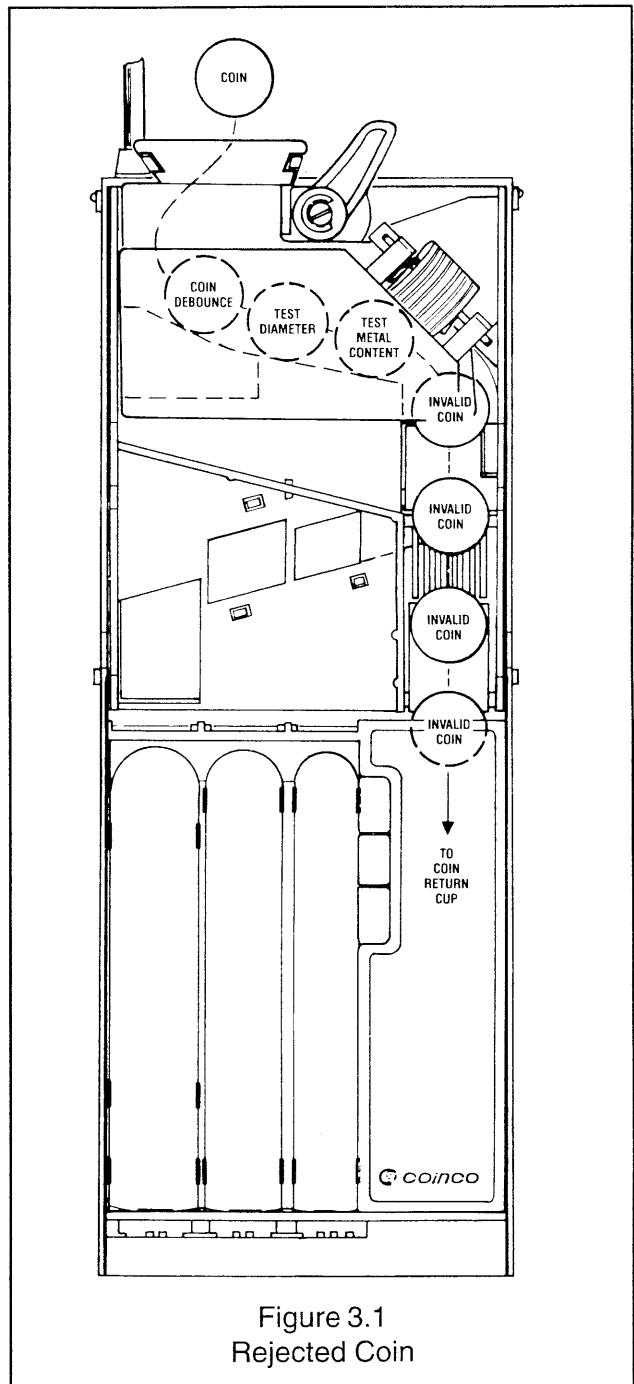 COIN
COIN
DEBOUNCE
TEST
DIAMETER
TEST
METAL
CONTENT
INVALID
COIN
INVALID
COIN
INVALID
COIN
INVALID
COIN
TO
COIN
RETURN
CUP
coinco
Figure 3.1
Rejected Coin